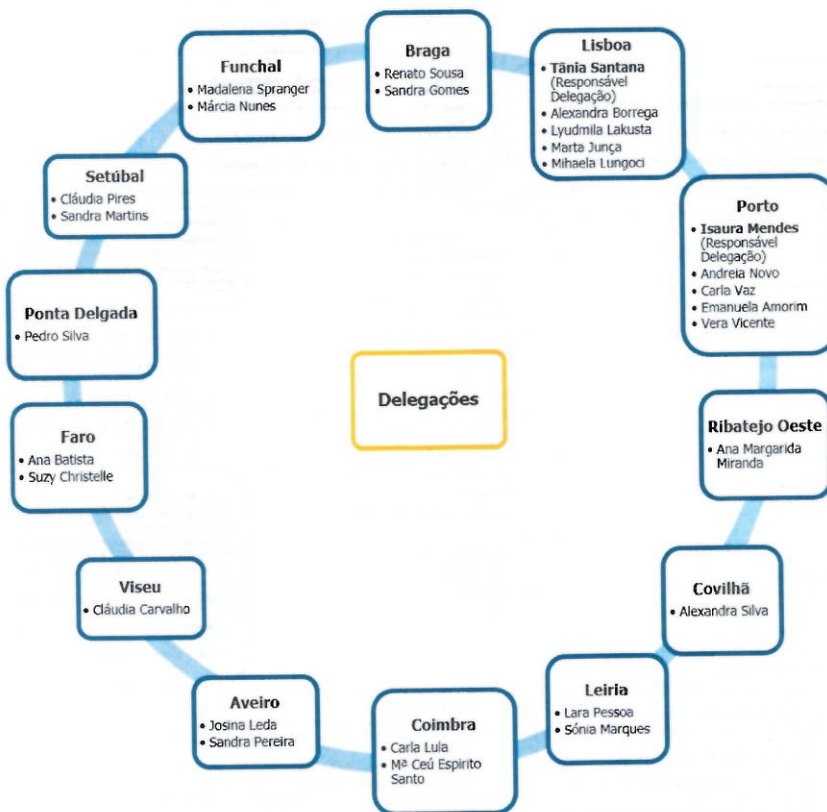 Braga
• Renato Sousa
• Sandra Gomes
Lisboa
• Tânia Santana
(Responsável
Delegação)
• Alexandra Borrega
• Lyudmila Lakusta
• Marta Junça
• Mihaela Lungoci
Porto
• Isaura Mendes
(Responsável
Delegação)
• Andreia Novo
• Carla Vaz
• Emanuela Amorim
• Vera Vicente
Ribatejo Oeste
• Ana Margarida
Miranda
Covilhã
• Alexandra Silva
Leiria
• Lara Pessoa
• Sónia Marques
Coimbra
• Carla Lula
• Mª Ceú Espirito
Santo
Aveiro
• Josina Leda
• Sandra Pereira
Viseu
• Cláudia Carvalho
Faro
• Ana Batista
• Suzy Christelle
Ponta Delgada
• Pedro Silva
Setúbal
• Cláudia Pires
• Sandra Martins
Funchal
• Madalena Spranger
• Márcia Nunes
Delegações